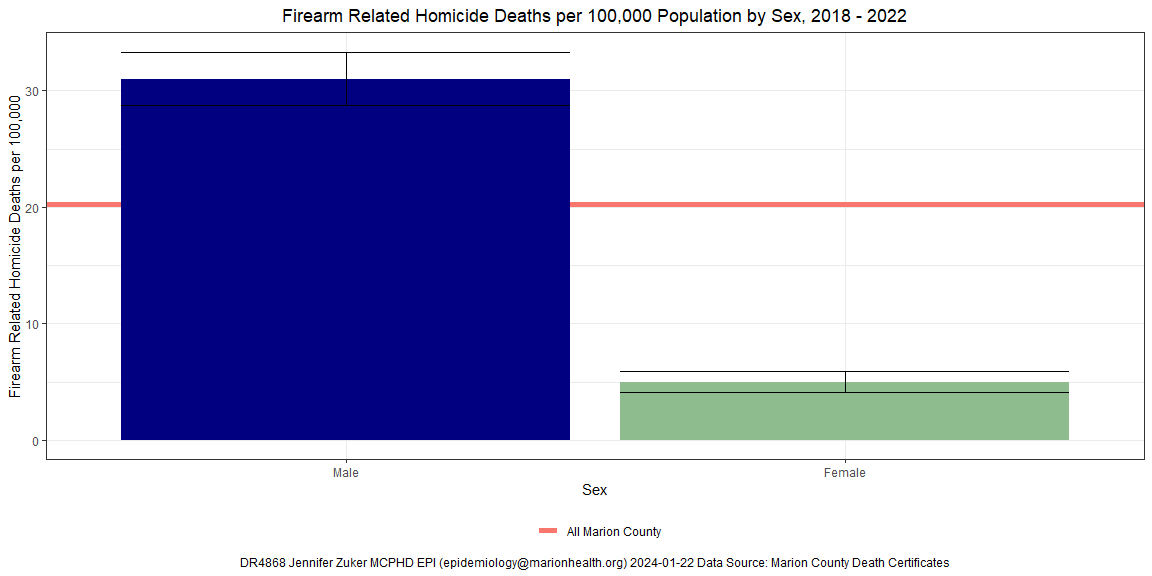 Firearm Related Homicide Deaths per 100,000 Population by Sex, 2018 - 2022
Firearm Related Homicide Deaths per 100,000
30
20
10
0
Male
Female
Sex
All Marion County
DR4868 Jennifer Zuker MCPHD EPI (epidemiology@marionhealth.org) 2024-01-22 Data Source: Marion County Death Certificates